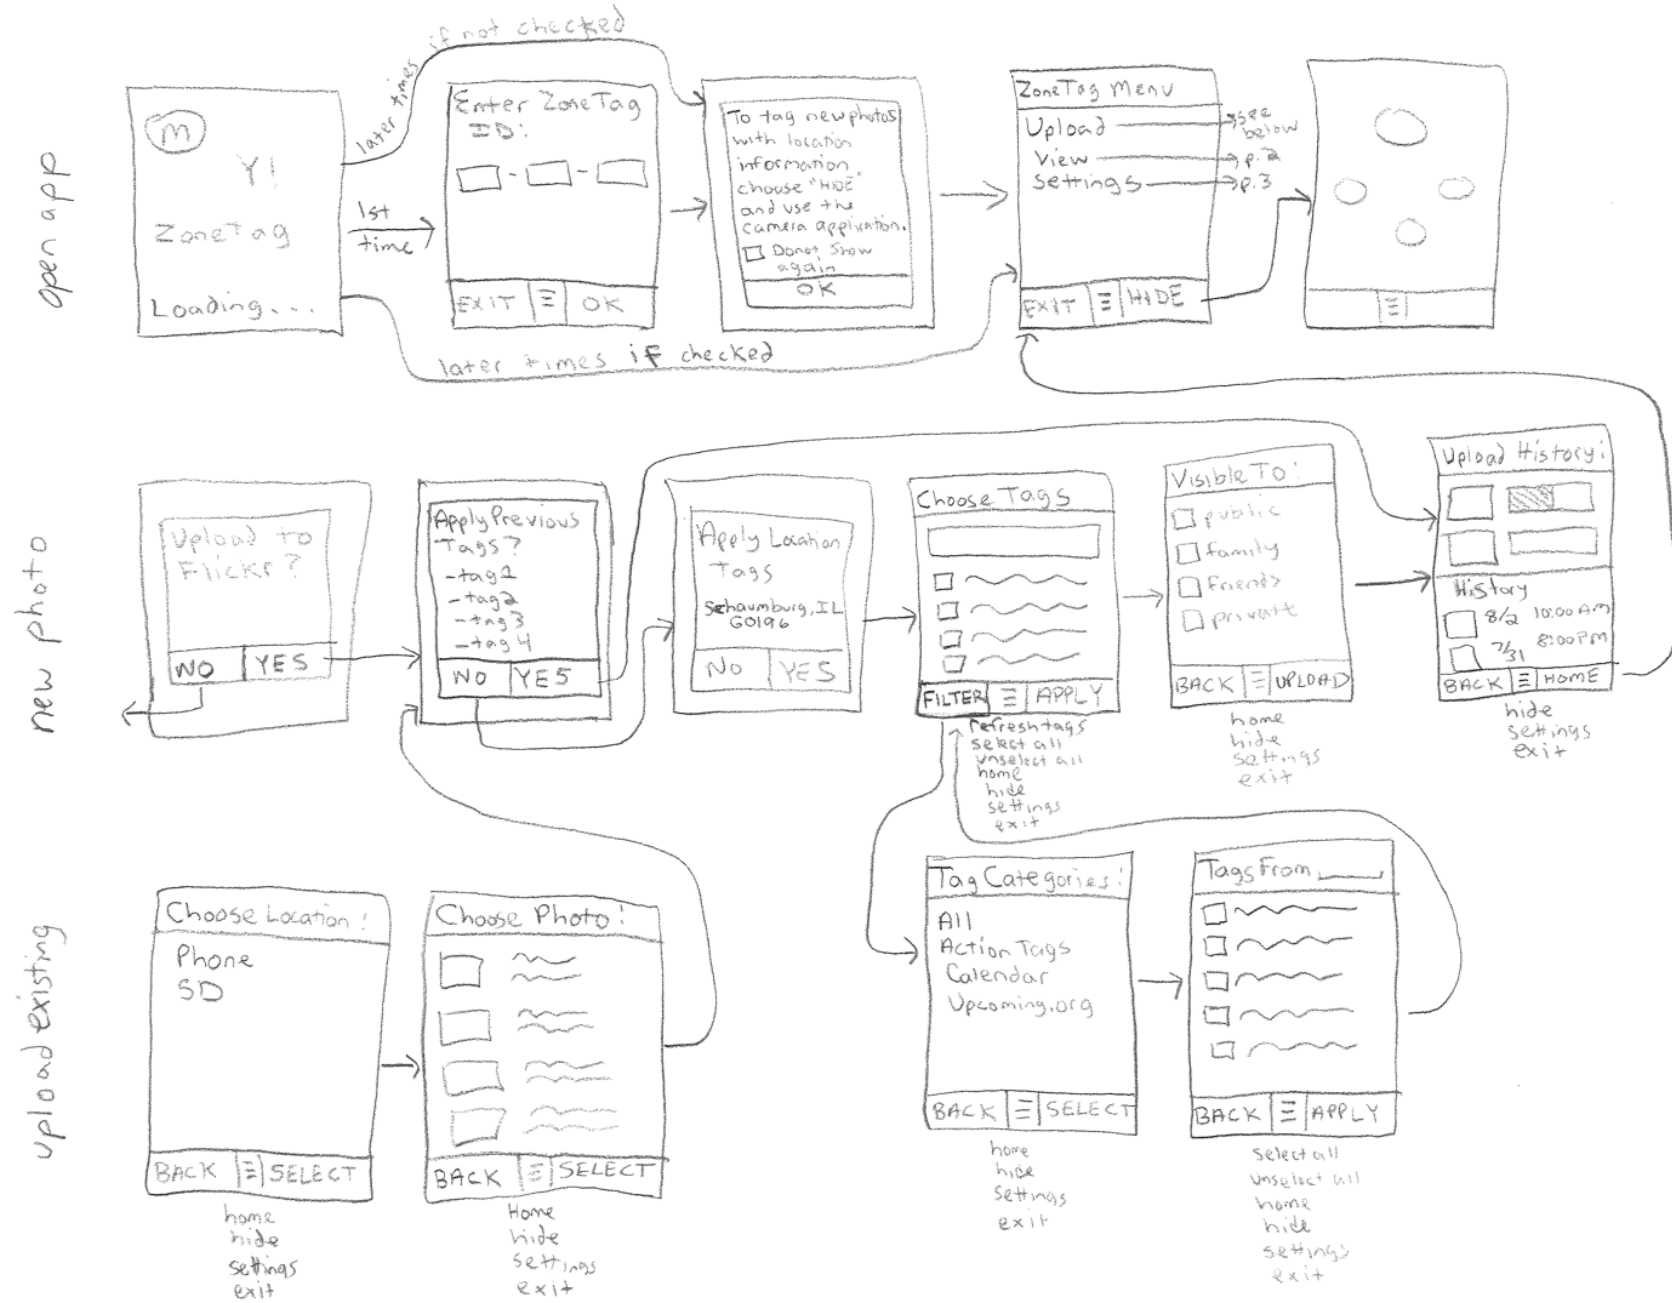 open app
M
Y!
ZoneTag
Loading...
later times if not checked
1st
time
later times if checked
Enter ZoneTag
ID:
- -
EXIT OK
To tag new photos
with location
information
choose "HIDE"
and use the
camera application.
Do not show
again
OK
ZoneTag Menu
Upload see
below
View p.2
Settings p.3
EXIT HIDE
new photo
Upload to
Flickr?
NO YES
Apply Previous
Tags?
-tag1
-tag2
-tag3
-tag4
NO YES
Apply Location
Tags
Schaumburg, IL
60196
NO YES
Choose Tags
FILTER APPLY
refresh tags
select all
unselect all
home
hide
settings
exit
Visible To:
public
family
friends
private
BACK UPLOAD
home
hide
settings
exit
Upload History:
History
8/2 10:00 AM
7/31 8:00 PM
BACK HOME
hide
settings
exit
upload existing
Choose Location:
Phone
SD
BACK SELECT
home
hide
settings
exit
Choose Photo:
BACK SELECT
Home
hide
settings
exit
Tag Categories:
All
Action Tags
Calendar
Upcoming.org
BACK SELECT
home
hide
settings
exit
Tags From
BACK APPLY
select all
unselect all
home
hide
settings
exit